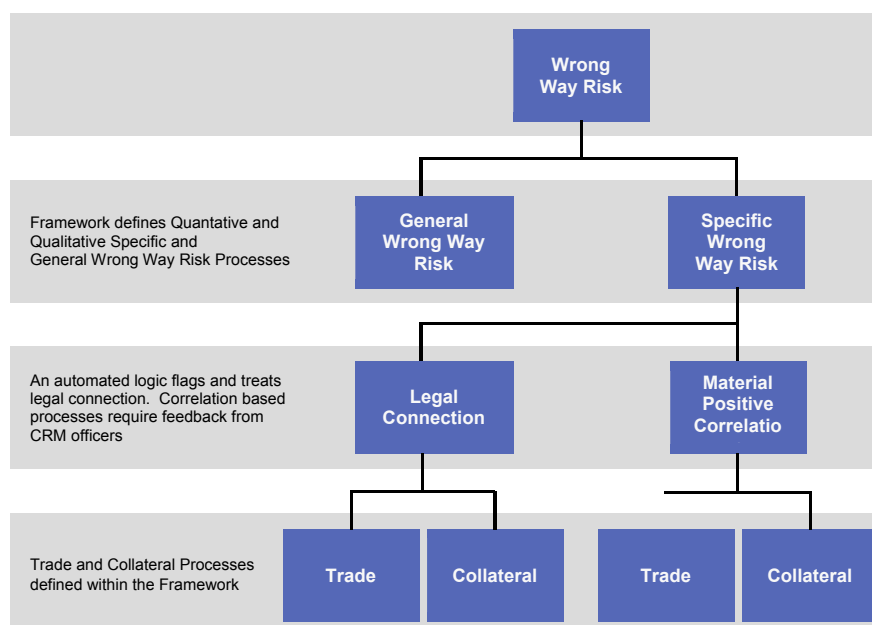 Wrong
Way Risk
Framework defines Quantative and
Qualitative Specific and
General Wrong Way Risk Processes
General
Wrong Way
Risk
Specific
Wrong
Way Risk
An automated logic flags and treats
legal connection. Correlation based
processes require feedback from
CRM officers
Legal
Connection
Material
Positive
Correlatio
Trade and Collateral Processes
defined within the Framework
Trade
Collateral
Trade
Collateral